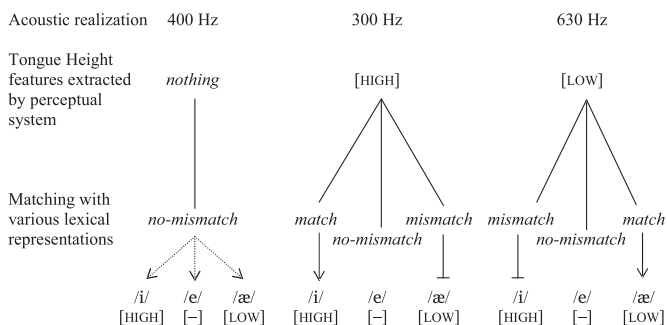 Acoustic realization 400 Hz 300 Hz 630 Hz
Tongue Height
features extracted nothing [HIGH] [LOW]
by perceptual
system
Matching with
various lexical no-mismatch match mismatch mismatch match
representations no-mismatch no-mismatch
/i/ /e/ /æ/ /i/ /e/ /æ/ /i/ /e/ /æ/
[HIGH] [–] [LOW] [HIGH] [–] [LOW] [HIGH] [–] [LOW]